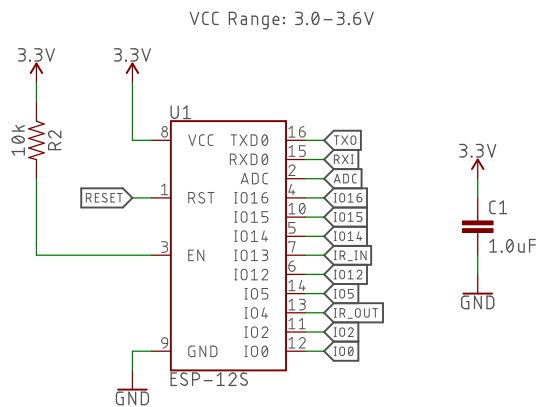 VCC Range: 3.0-3.6V
3.3V
3.3V
U1
10k
R2
8 VCC TXD0 16 TXO
RXD0 15 RXI
3.3V
ADC 2 ADC
RESET 1 RST IO16 4 IO16
C1
IO15 10 IO15
IO14 5 IO14
1.0uF
3 EN IO13 7 IR_IN
IO12 6 IO12
IO5 14 IO5
GND
IO4 13 IR_OUT
IO2 11 IO2
9 GND IO0 12 IO0
ESP-12S
GND